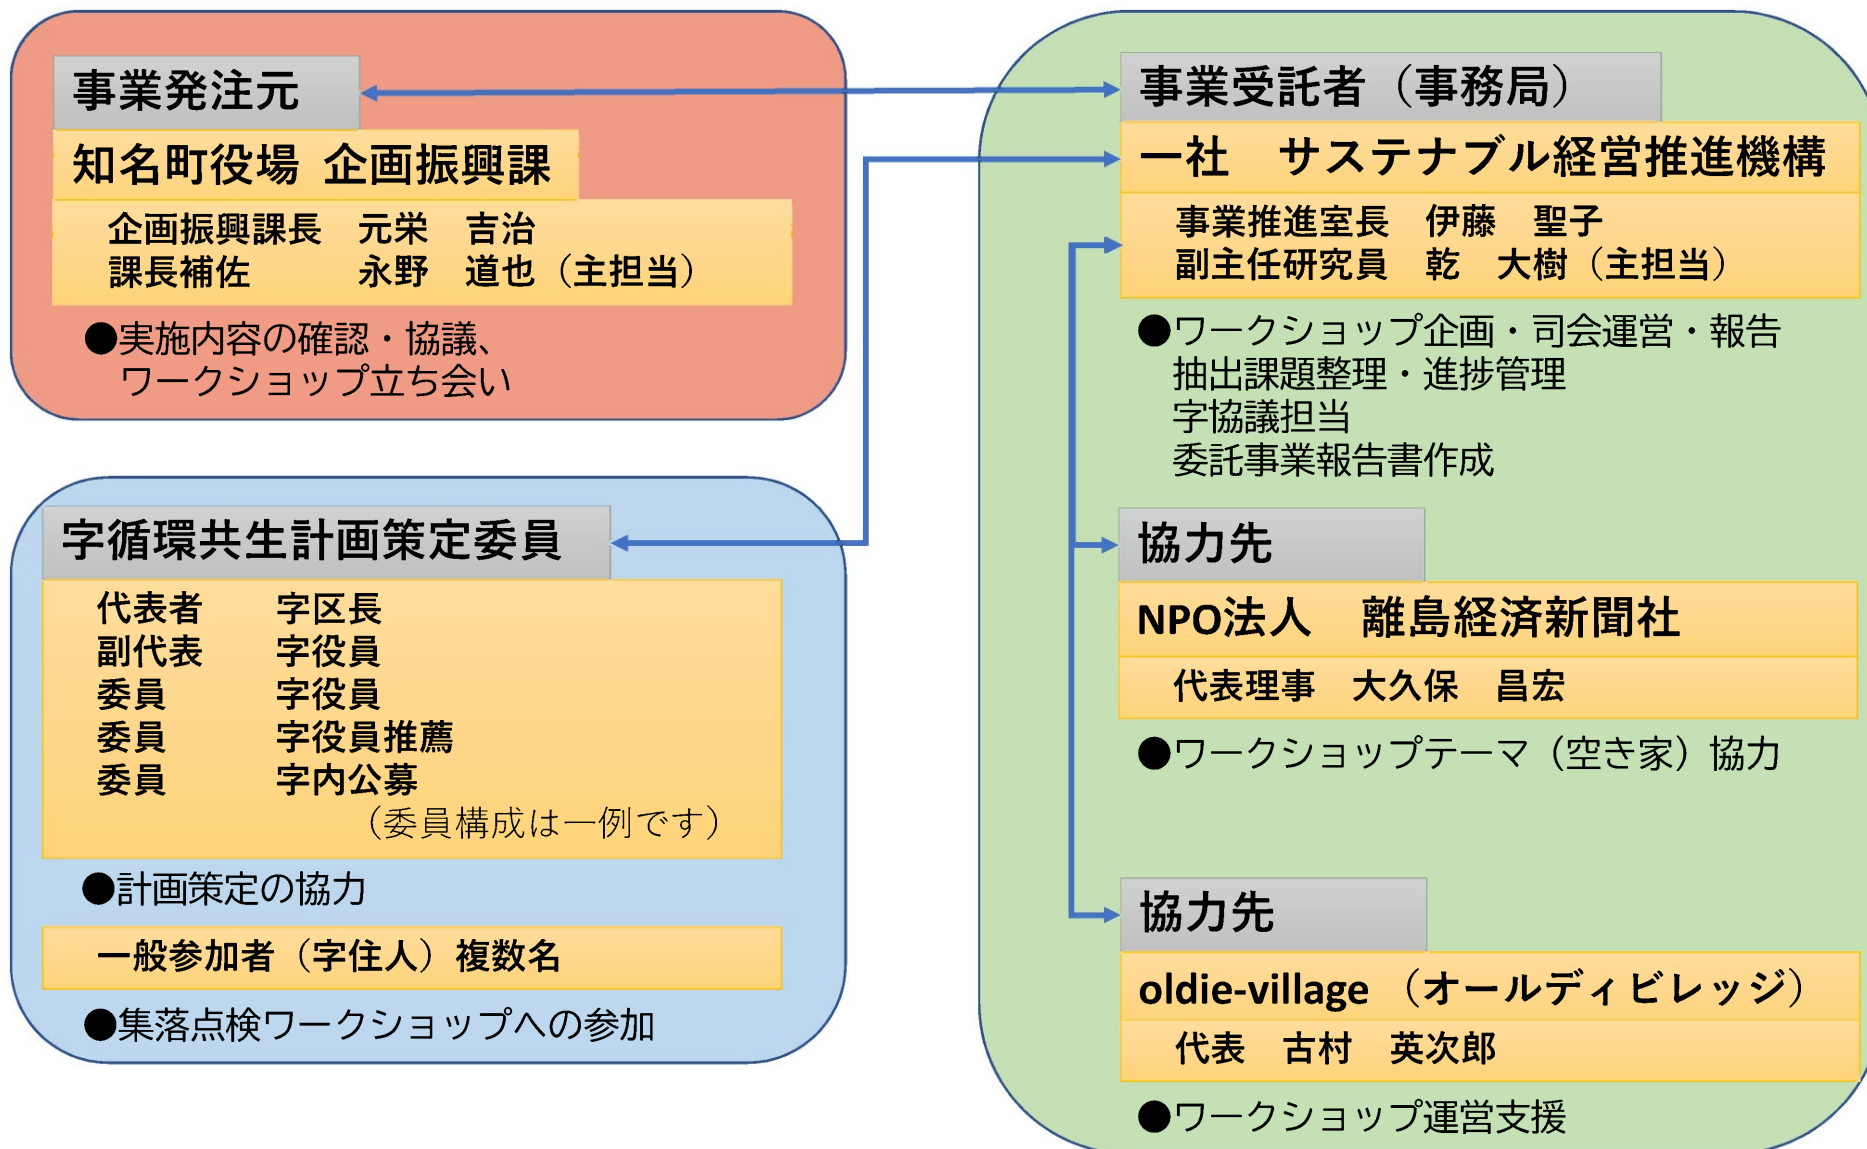 事業発注元
知名町役場 企画振興課
企画振興課長　元栄　吉治
課長補佐　　　永野　道也（主担当）
●実施内容の確認・協議、
ワークショップ立ち会い
字循環共生計画策定委員
代表者　　字区長
副代表　　字役員
委員　　　字役員
委員　　　字役員推薦
委員　　　字内公募
（委員構成は一例です）
●計画策定の協力
一般参加者（字住人）複数名
●集落点検ワークショップへの参加
事業受託者（事務局）
一社　サステナブル経営推進機構
事業推進室長　伊藤　聖子
副主任研究員　乾　大樹（主担当）
●ワークショップ企画・司会運営・報告
抽出課題整理・進捗管理
字協議担当
委託事業報告書作成
協力先
NPO法人　離島経済新聞社
代表理事　大久保　昌宏
●ワークショップテーマ（空き家）協力
協力先
oldie-village （オールディビレッジ）
代表　古村　英次郎
●ワークショップ運営支援